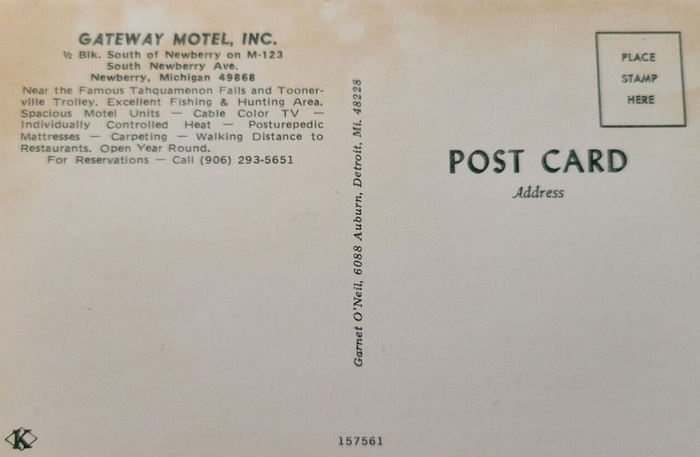 GATEWAY MOTEL, INC.
½ Blk. South of Newberry on M-123
South Newberry Ave.
Newberry, Michigan 49868
Near the Famous Tahquamenon Falls and Tooner-
ville Trolley. Excellent Fishing & Hunting Area.
Spacious Motel Units — Cable Color TV —
Individually Controlled Heat — Posturepedic
Mattresses — Carpeting — Walking Distance to
Restaurants. Open Year Round.
For Reservations — Call (906) 293-5651
Garnet O'Neil, 6088 Auburn, Detroit, Mi. 48228
PLACE
STAMP
HERE
POST CARD
Address
K
157561